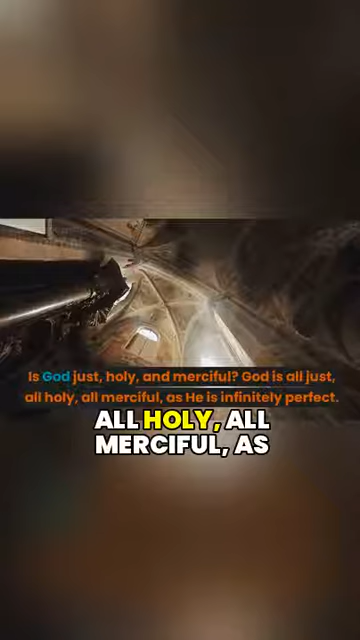 Is God just, holy, and merciful? God is all just,
all holy, all merciful, as He is infinitely perfect.
ALL HOLY, ALL
MERCIFUL, AS